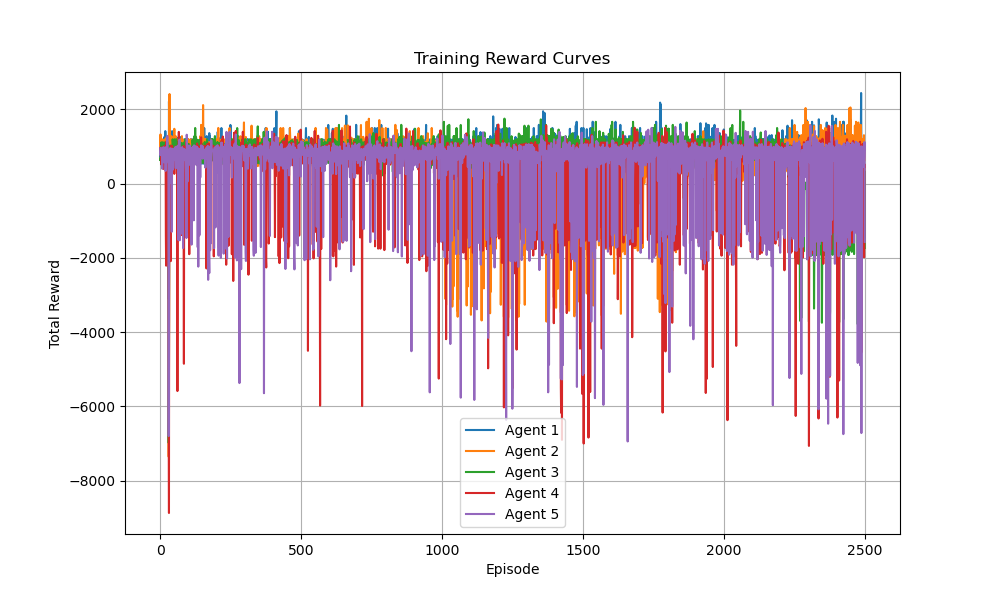 Training Reward Curves
Total Reward
2000
0
−2000
−4000
−6000
−8000
Agent 1
Agent 2
Agent 3
Agent 4
Agent 5
0
500
1000
1500
2000
2500
Episode